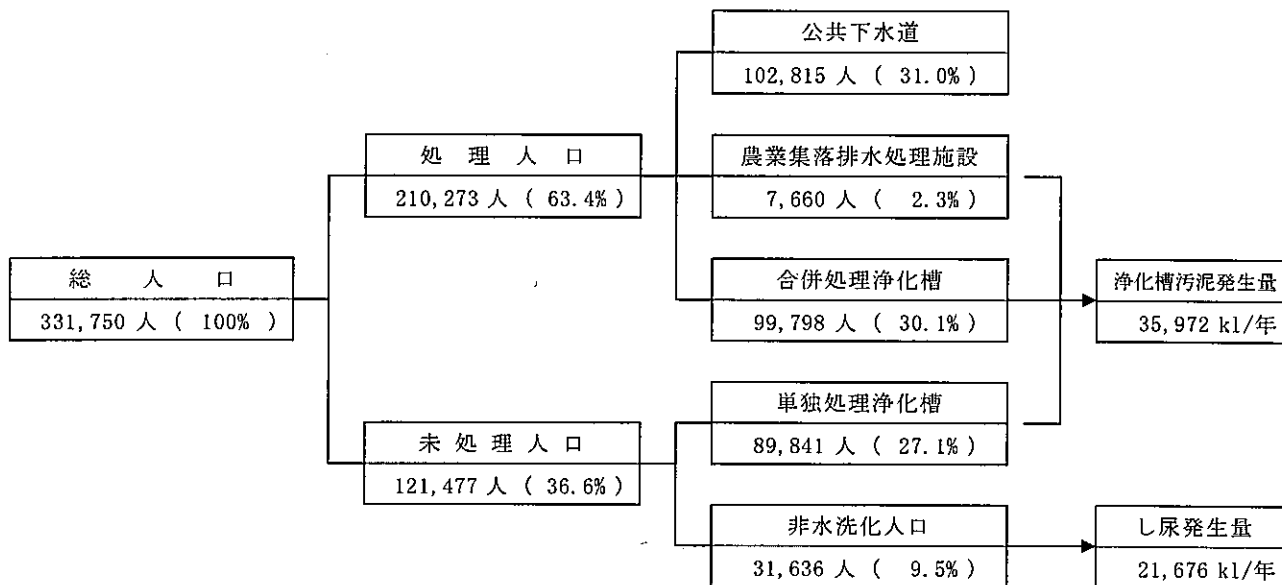 公共下水道
102,815 人 ( 31.0%)
処理人口
210,273 人 ( 63.4%)
農業集落排水処理施設
7,660 人 ( 2.3%)
総人口
331,750 人 ( 100% )
合併処理浄化槽
99,798 人 ( 30.1%)
浄化槽汚泥発生量
35,972 kl/年
未処理人口
121,477 人 ( 36.6%)
単独処理浄化槽
89,841 人 ( 27.1%)
非水洗化人口
31,636 人 ( 9.5%)
し尿発生量
21,676 kl/年